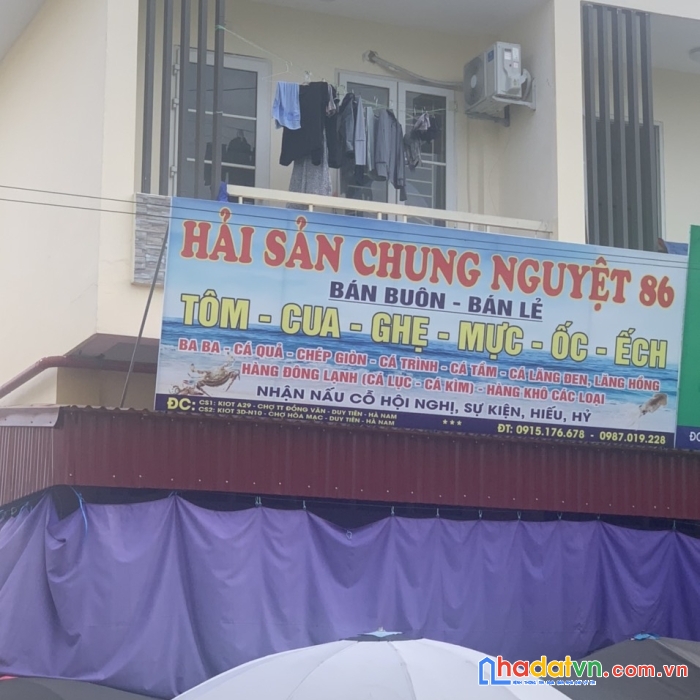 HẢI SẢN CHUNG NGUYỆT 86
BÁN BUÔN - BÁN LẺ
TÔM - CUA - GHẸ - MỰC - ỐC - ẾCH
BA BA - CÁ QUẢ - CHÉP GIÒN - CÁ TRÌNH - CÁ TẦM - CÁ LĂNG ĐEN, LĂNG HỒNG
HÀNG ĐÔNG LẠNH (CÁ LỤC - CÁ KÌM) - HÀNG KHÔ CÁC LOẠI
NHẬN NẤU CỖ HỘI NGHỊ, SỰ KIỆN, HIẾU, HỶ
ĐC: CS1: KIOT A29 - CHỢ TT ĐỒNG VĂN - DUY TIÊN - HÀ NAM
CS2: KIOT 3D-N10 - CHỢ HÒA MẠC - DUY TIÊN - HÀ NAM
*** ĐT: 0915.176.678 - 0987.019.228
nhadatvn.com.vn